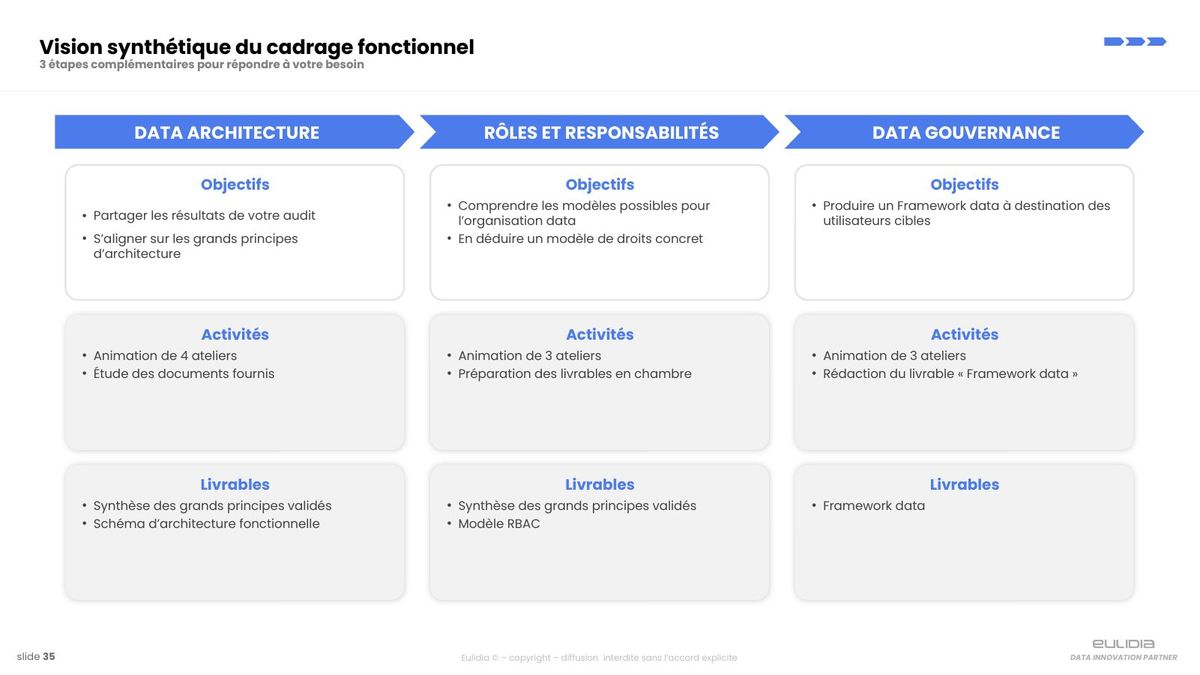 Vision synthétique du cadrage fonctionnel
3 étapes complémentaires pour répondre à votre besoin
DATA ARCHITECTURE
RÔLES ET RESPONSABILITÉS
DATA GOUVERNANCE
Objectifs
• Partager les résultats de votre audit
• S’aligner sur les grands principes
d’architecture
Objectifs
• Comprendre les modèles possibles pour
l’organisation data
• En déduire un modèle de droits concret
Objectifs
• Produire un Framework data à destination des
utilisateurs cibles
Activités
• Animation de 4 ateliers
• Étude des documents fournis
Activités
• Animation de 3 ateliers
• Préparation des livrables en chambre
Activités
• Animation de 3 ateliers
• Rédaction du livrable « Framework data »
Livrables
• Synthèse des grands principes validés
• Schéma d’architecture fonctionnelle
Livrables
• Synthèse des grands principes validés
• Modèle RBAC
Livrables
• Framework data
slide 35
Eulidia © – copyright – diffusion  interdite sans l’accord explicite
EULIDIA
DATA INNOVATION PARTNER